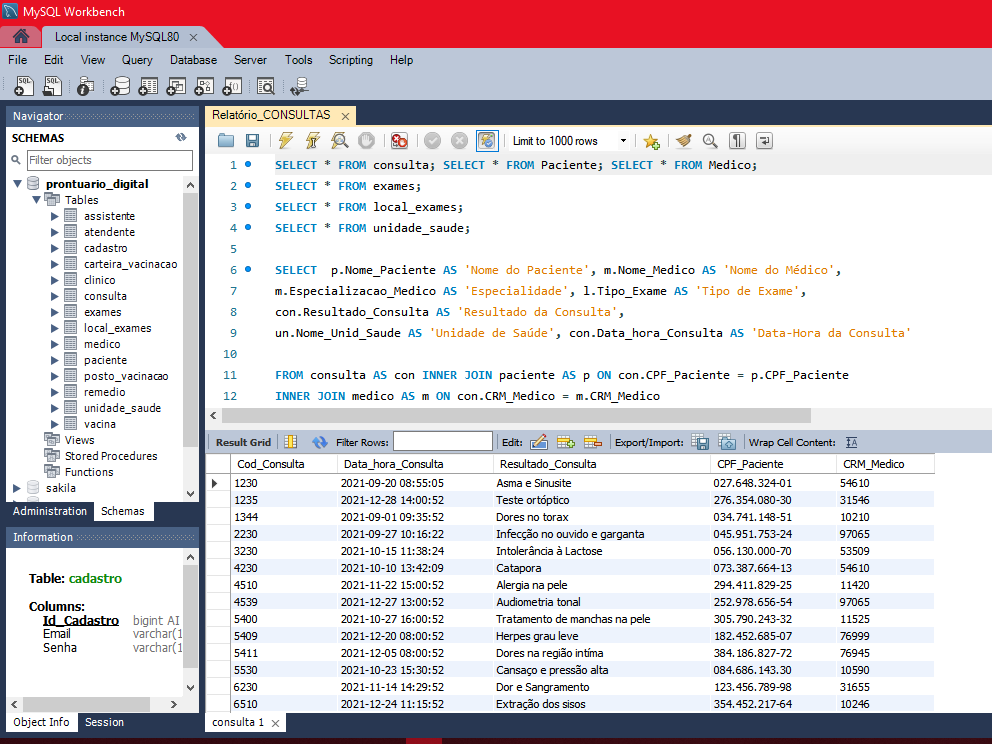 MySQL Workbench
Local instance MySQL80
File Edit View Query Database Server Tools Scripting Help
Navigator
SCHEMAS
Filter objects
prontuario_digital
Tables
assistente
atendente
cadastro
carteira_vacinacao
clinico
consulta
exames
local_exames
medico
paciente
posto_vacinacao
remedio
unidade_saude
vacina
Views
Stored Procedures
Functions
sakila
Administration Schemas
Information
Table: cadastro
Columns:
Id_Cadastro bigint AI
Email varchar(1
Senha varchar(1
Object Info Session
Relatório_CONSULTAS
Limit to 1000 rows
1 SELECT * FROM consulta; SELECT * FROM Paciente; SELECT * FROM Medico;
2 SELECT * FROM exames;
3 SELECT * FROM local_exames;
4 SELECT * FROM unidade_saude;
5
6 SELECT p.Nome_Paciente AS 'Nome do Paciente', m.Nome_Medico AS 'Nome do Médico',
7 m.Especializacao_Medico AS 'Especialidade', l.Tipo_Exame AS 'Tipo de Exame',
8 con.Resultado_Consulta AS 'Resultado da Consulta',
9 un.Nome_Unid_Saude AS 'Unidade de Saúde', con.Data_hora_Consulta AS 'Data-Hora da Consulta'
10
11 FROM consulta AS con INNER JOIN paciente AS p ON con.CPF_Paciente = p.CPF_Paciente
12 INNER JOIN medico AS m ON con.CRM_Medico = m.CRM_Medico
Result Grid Filter Rows: Edit: Export/Import: Wrap Cell Content:
Cod_Consulta Data_hora_Consulta Resultado_Consulta CPF_Paciente CRM_Medico
1230 2021-09-20 08:55:05 Asma e Sinusite 027.648.324-01 54610
1235 2021-12-28 14:00:52 Teste ortóptico 276.354.080-30 31546
1344 2021-09-01 09:35:52 Dores no torax 034.741.148-51 10210
2230 2021-09-27 10:16:22 Infecção no ouvido e garganta 045.951.753-24 97065
3230 2021-10-15 11:38:24 Intolerância à Lactose 056.130.000-70 53509
4230 2021-10-10 13:42:09 Catapora 073.387.664-13 54610
4510 2021-11-22 15:00:52 Alergia na pele 294.411.829-25 11420
4539 2021-12-27 13:00:52 Audiometria tonal 252.978.656-54 97065
5400 2021-10-27 16:00:52 Tratamento de manchas na pele 305.790.243-32 11525
5409 2021-12-20 08:00:52 Herpes grau leve 182.452.685-07 76999
5411 2021-12-05 08:00:52 Dores na região intíma 384.186.827-72 76945
5530 2021-10-23 15:30:52 Cansaço e pressão alta 084.686.143.30 10590
6230 2021-11-14 14:29:52 Dor e Sangramento 123.456.789-98 31655
6510 2021-12-24 11:15:52 Extração dos sisos 354.452.217-64 10246
consulta 1